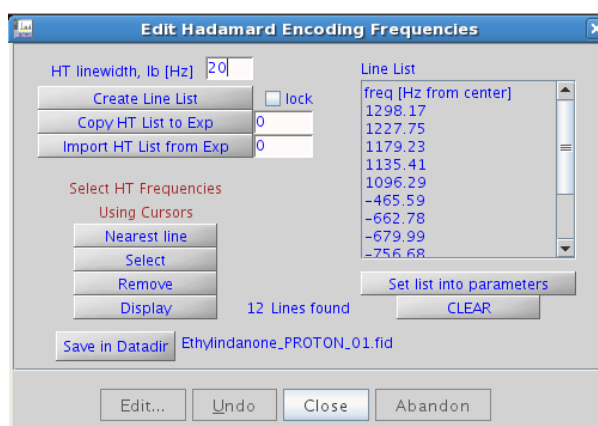 Edit Hadamard Encoding Frequencies
HT linewidth, lb [Hz] 20
Create Line List lock
Copy HT List to Exp 0
Import HT List from Exp 0
Select HT Frequencies
Using Cursors
Nearest line
Select
Remove
Display
12 Lines found
Line List
freq [Hz from center]
1298.17
1227.75
1179.23
1135.41
1096.29
-465.59
-662.78
-679.99
-756.68
Set list into parameters
CLEAR
Save in Datadir Ethylindanone_PROTON_01.fid
Edit... Undo Close Abandon